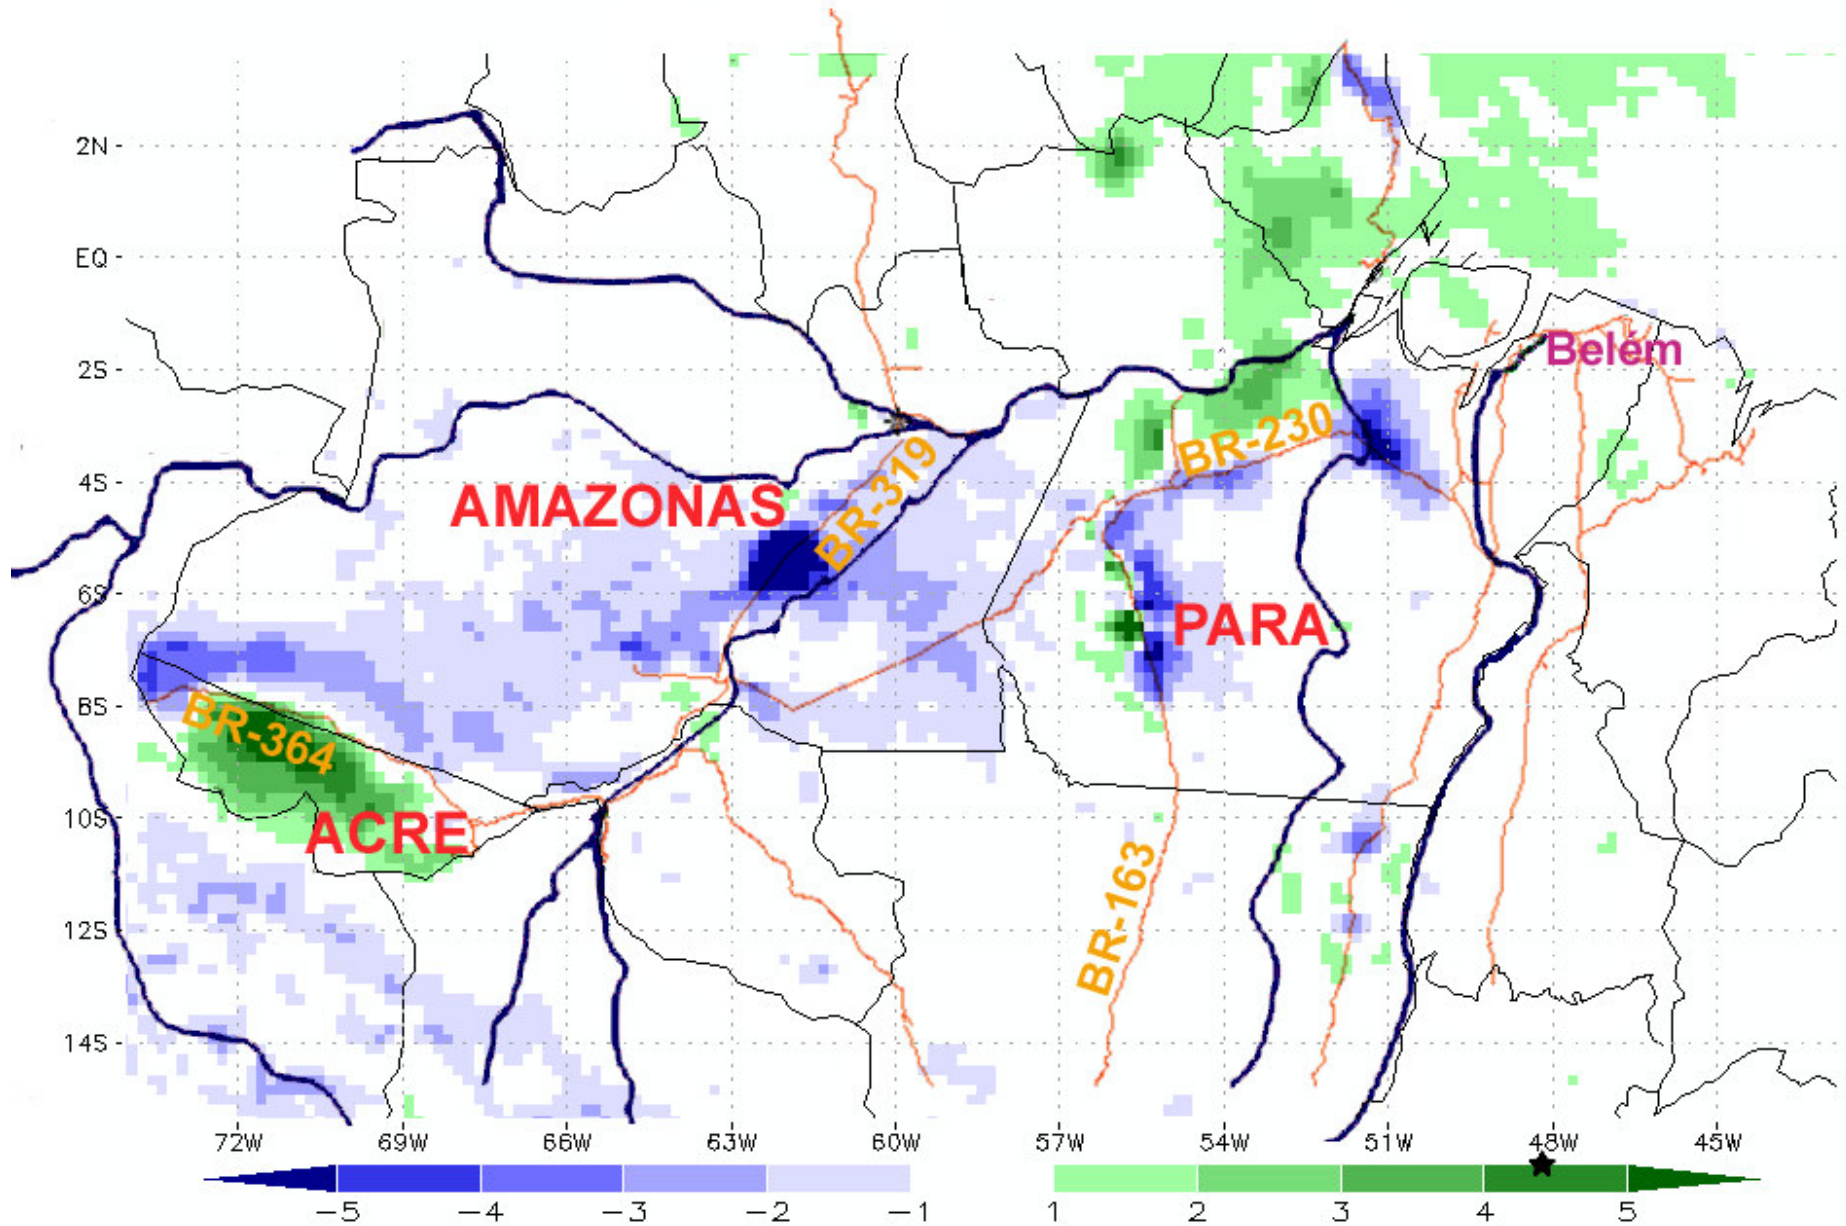 2N
EQ
2S
4S
6S
8S
10S
12S
14S
Belém
BR-230
BR-319
AMAZONAS
PARA
BR-364
ACRE
BR-163
72W 69W 66W 63W 60W 57W 54W 51W 48W 45W
-5 -4 -3 -2 -1 1 2 3 4 5